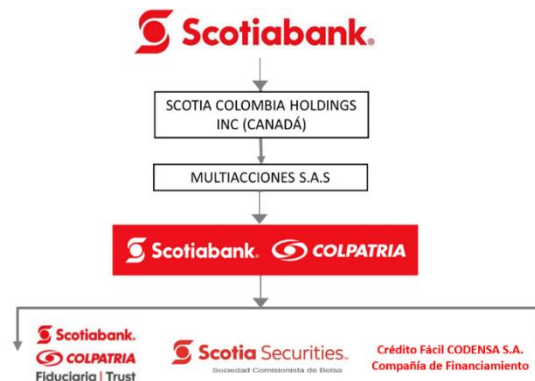 Scotiabank®
SCOTIA COLOMBIA HOLDINGS
INC (CANADÁ)
MULTIACCIONES S.A.S
Scotiabank. COLPATRIA
Scotiabank.
COLPATRIA
Fiduciaria | Trust
Scotia Securities™
Sociedad Comisionista de Bolsa
Crédito Fácil CODENSA S.A.
Compañía de Financiamiento